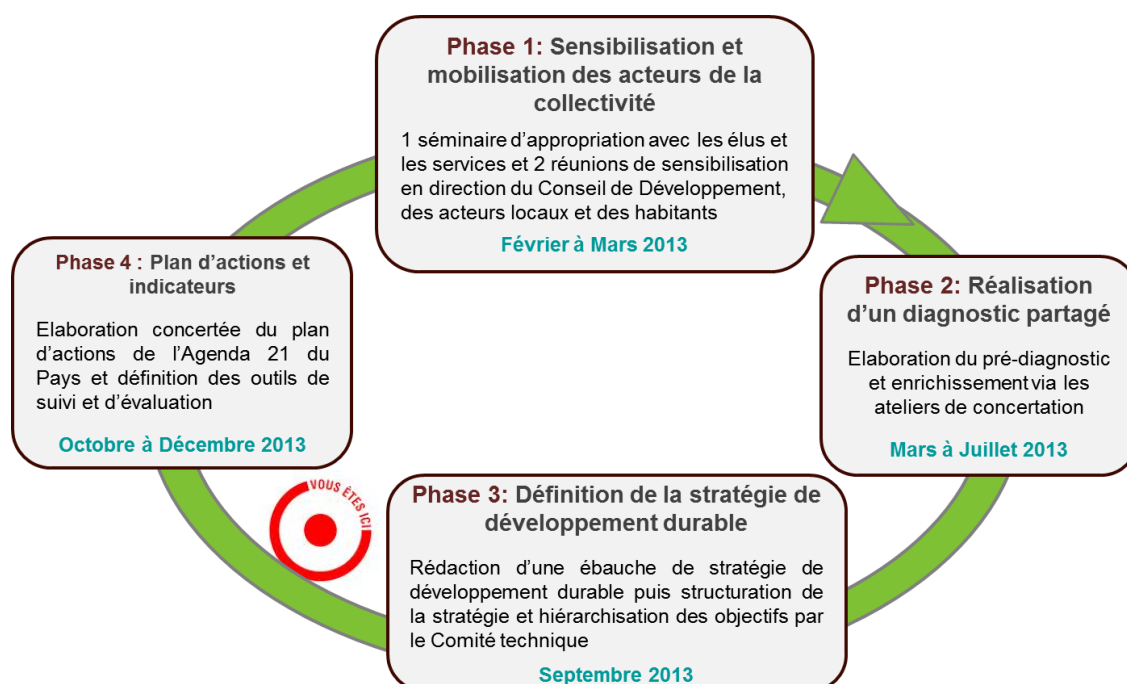 Phase 1: Sensibilisation et
mobilisation des acteurs de la
collectivité
1 séminaire d'appropriation avec les élus et
les services et 2 réunions de sensibilisation
en direction du Conseil de Développement,
des acteurs locaux et des habitants
Février à Mars 2013
Phase 2: Réalisation
d'un diagnostic partagé
Elaboration du pré-diagnostic
et enrichissement via les
ateliers de concertation
Mars à Juillet 2013
Phase 3: Définition de la stratégie de
développement durable
Rédaction d'une ébauche de stratégie de
développement durable puis structuration de
la stratégie et hiérarchisation des objectifs par
le Comité technique
Septembre 2013
VOUS ÊTES ICI
Phase 4 : Plan d'actions et
indicateurs
Elaboration concertée du plan
d'actions de l'Agenda 21 du
Pays et définition des outils de
suivi et d'évaluation
Octobre à Décembre 2013